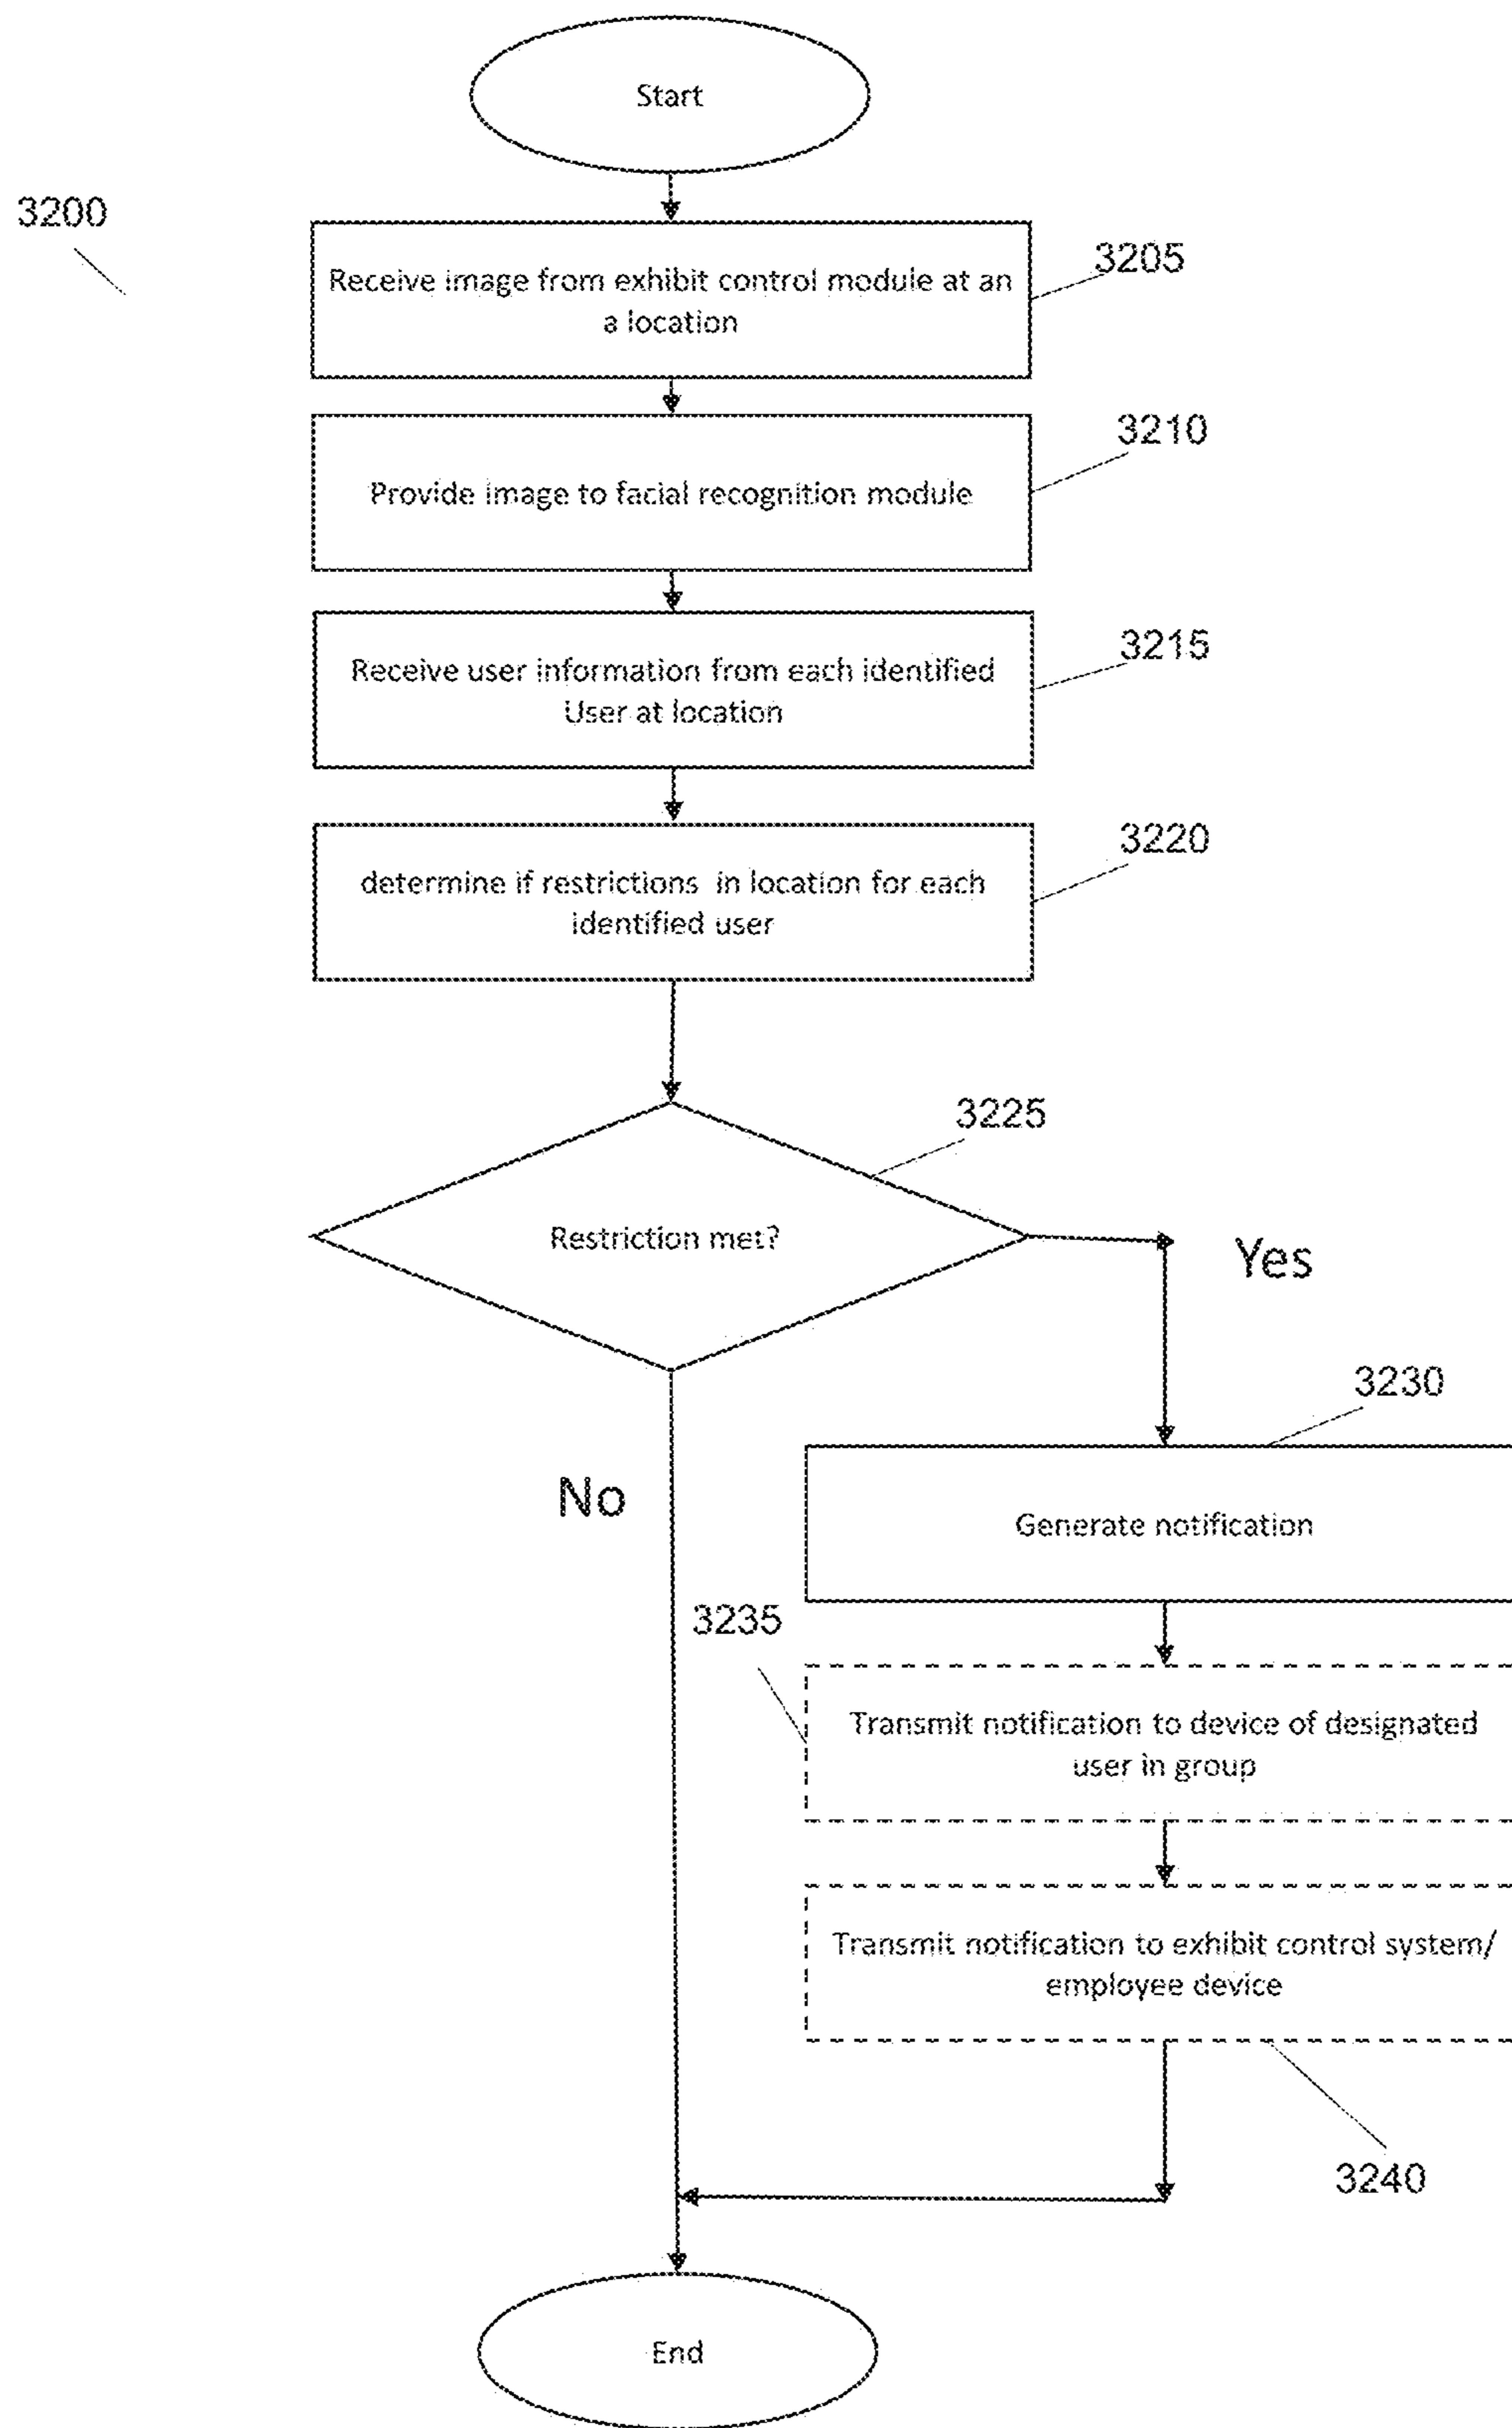 Start
3200
3205
Receive image from exhibit control module at an
a location
3210
Provide image to facial recognition module
3215
Receive user information from each identified
User at location
3220
determine if restrictions in location for each
identified user
3225
Restriction met?
Yes
3230
No
Generate notification
3235
Transmit notification to device of designated
user in group
Transmit notification to exhibit control system/
employee device
3240
End